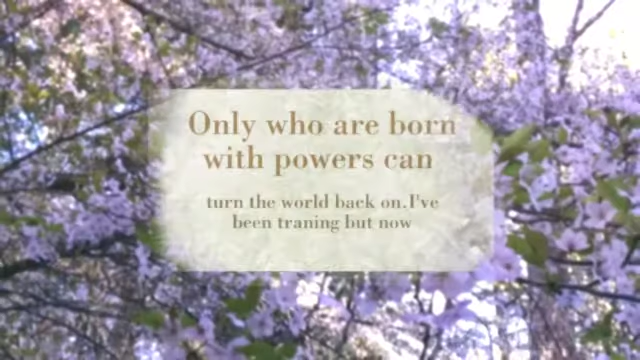 Only who are born
with powers can
turn the world back on.I've
been traning but now